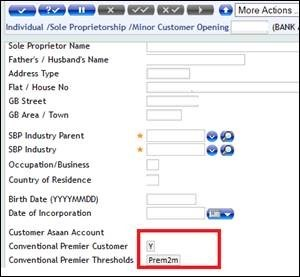 More Actions...
Individual /Sole Proprietorship /Minor Customer Opening (BANK A
Sole Proprietor Name
Father's / Husband's Name
Address Type
Flat / House No
GB Street
GB Area / Town
SBP Industry Parent
SBP Industry
Occupation/Business
Country of Residence
Birth Date (YYYYMMDD)
Date of Incorporation
Customer Asaan Account
Conventional Premier Customer Y
Conventional Premier Thresholds Prem2m